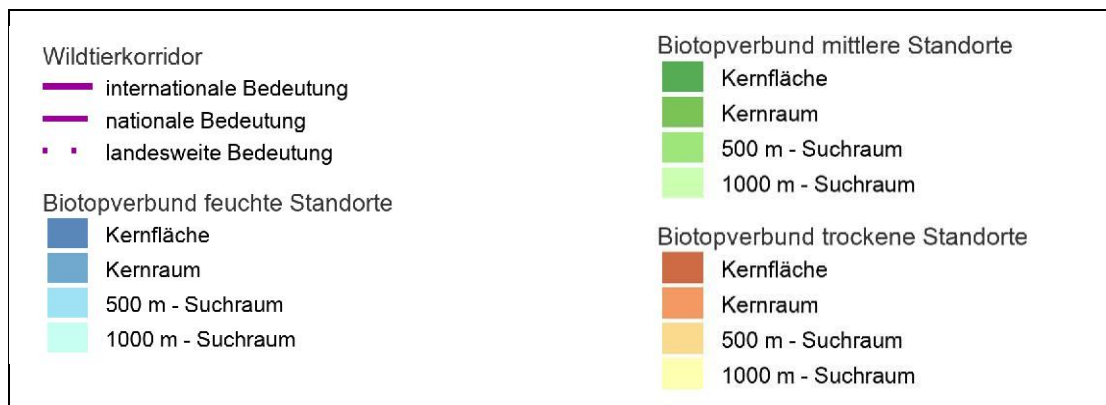 Wildtierkorridor
internationale Bedeutung
nationale Bedeutung
landesweite Bedeutung
Biotopverbund feuchte Standorte
Kernfläche
Kernraum
500 m - Suchraum
1000 m - Suchraum
Biotopverbund mittlere Standorte
Kernfläche
Kernraum
500 m - Suchraum
1000 m - Suchraum
Biotopverbund trockene Standorte
Kernfläche
Kernraum
500 m - Suchraum
1000 m - Suchraum